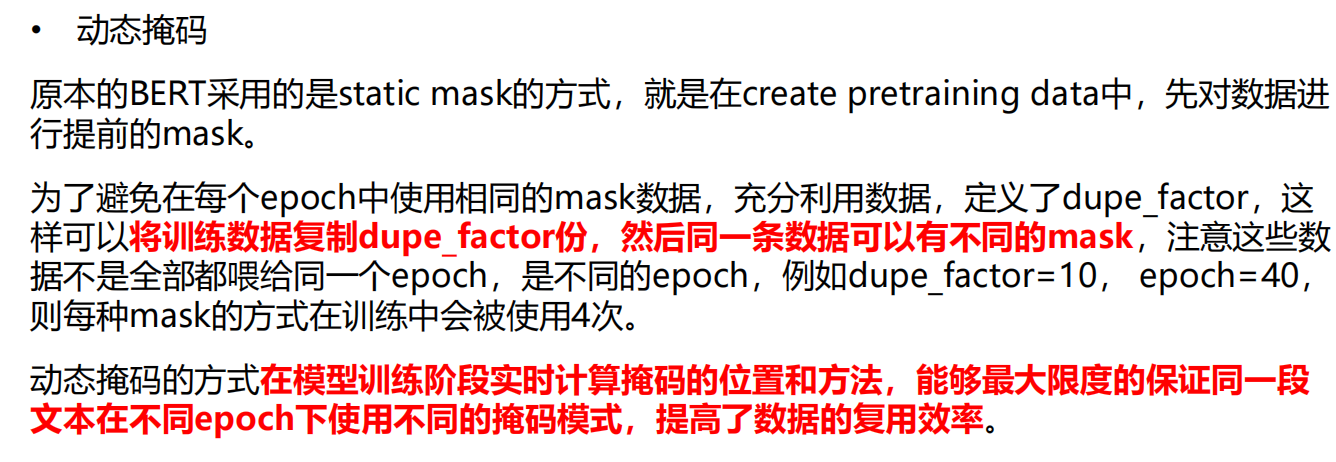 • 动态掩码
原本的BERT采用的是static mask的方式，就是在create pretraining data中，先对数据进
行提前的mask。
为了避免在每个epoch中使用相同的mask数据，充分利用数据，定义了dupe_factor，这
样可以将训练数据复制dupe_factor份，然后同一条数据可以有不同的mask，注意这些数
据不是全部都喂给同一个epoch，是不同的epoch，例如dupe_factor=10， epoch=40，
则每种mask的方式在训练中会被使用4次。
动态掩码的方式在模型训练阶段实时计算掩码的位置和方法，能够最大限度的保证同一段
文本在不同epoch下使用不同的掩码模式，提高了数据的复用效率。